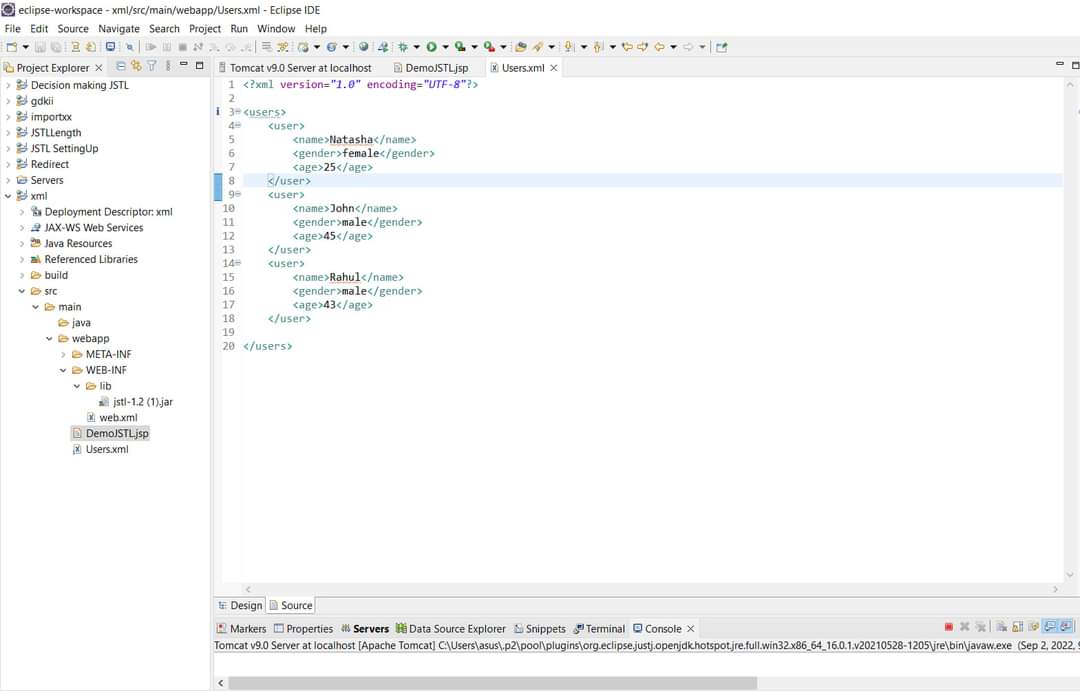 eclipse-workspace - xml/src/main/webapp/Users.xml - Eclipse IDE
File Edit Source Navigate Search Project Run Window Help
Project Explorer
Tomcat v9.0 Server at localhost
DemoJSTL.jsp
Users.xml
Decision making JSTL
gdkii
importxx
JSTLLength
JSTL SettingUp
Redirect
Servers
xml
Deployment Descriptor: xml
JAX-WS Web Services
Java Resources
Referenced Libraries
build
src
main
java
webapp
META-INF
WEB-INF
lib
jstl-1.2 (1).jar
web.xml
DemoJSTL.jsp
Users.xml
1 <?xml version="1.0" encoding="UTF-8"?>
2
3 <users>
4 <user>
5 <name>Natasha</name>
6 <gender>female</gender>
7 <age>25</age>
8 </user>
9 <user>
10 <name>John</name>
11 <gender>male</gender>
12 <age>45</age>
13 </user>
14 <user>
15 <name>Rahul</name>
16 <gender>male</gender>
17 <age>43</age>
18 </user>
19
20 </users>
Design Source
Markers Properties Servers Data Source Explorer Snippets Terminal Console
Tomcat v9.0 Server at localhost [Apache Tomcat] C:\Users\asus\.p2\pool\plugins\org.eclipse.justj.openjdk.hotspot.jre.full.win32.x86_64_16.0.1.v20210528-1205\jre\bin\javaw.exe (Sep 2, 2022, 9